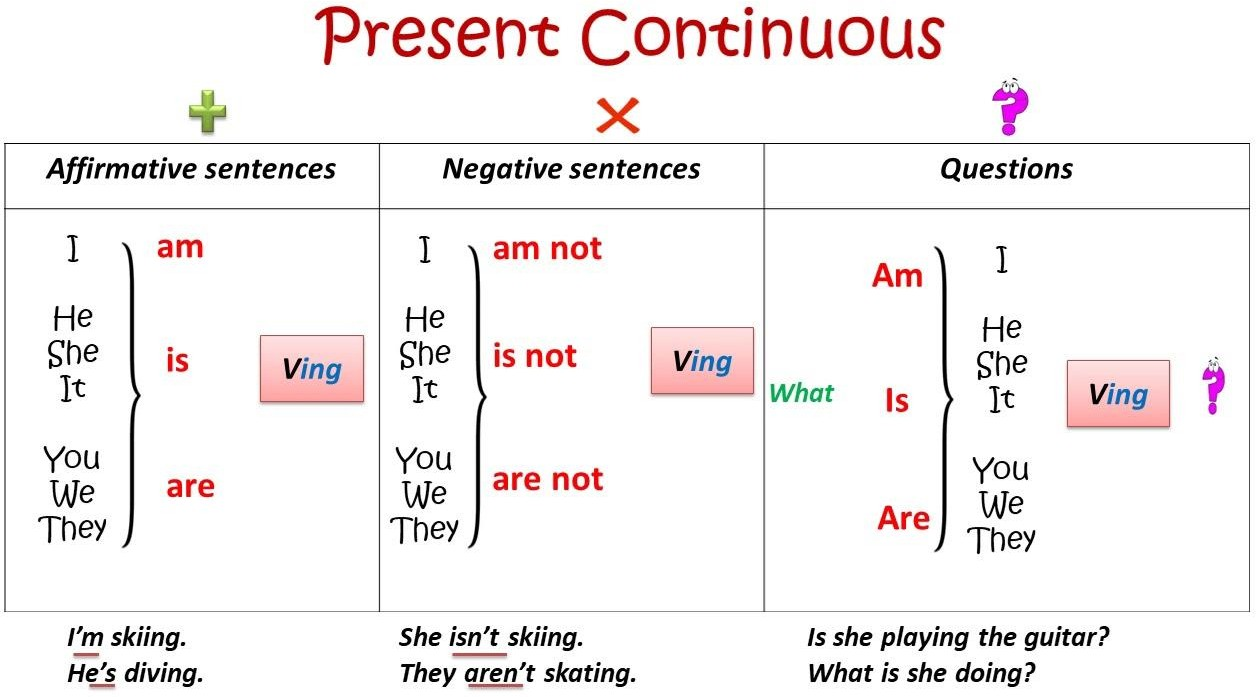 Present Continuous
Affirmative sentences
I
am
He
She
is
It
Ving
You
We
are
They
I'm skiing.
He's diving.
Negative sentences
I
am not
He
She
is not
It
Ving
You
We
are not
They
She isn't skiing.
They aren't skating.
Questions
What
Am
I
He
She
Is
It
Ving
?
You
We
Are
They
Is she playing the guitar?
What is she doing?